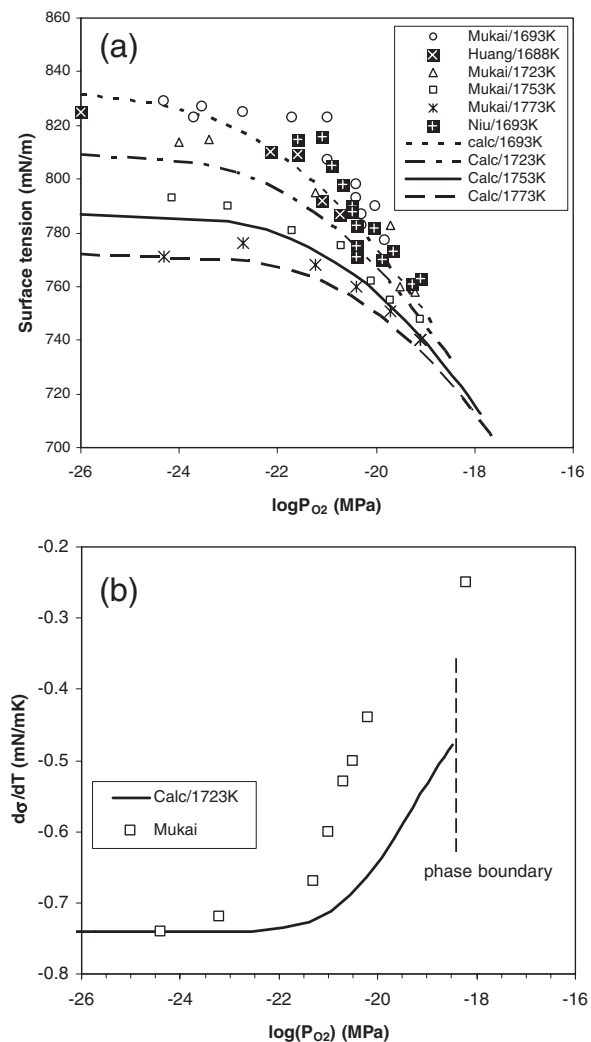 (a)
860
840
820
800
780
760
740
720
700
Surface tension (mN/m)
Mukai/1693K
Huang/1688K
Mukai/1723K
Mukai/1753K
Mukai/1773K
Niu/1693K
calc/1693K
Calc/1723K
Calc/1753K
Calc/1773K
-26 -24 -22 -20 -18 -16
logPO2 (MPa)
(b)
-0.2
-0.3
-0.4
-0.5
-0.6
-0.7
-0.8
dσ/dT (mN/mK)
Calc/1723K
Mukai
phase boundary
-26 -24 -22 -20 -18 -16
log(PO2) (MPa)